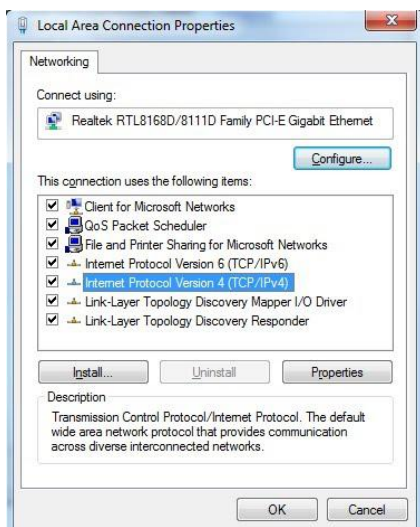 Local Area Connection Properties
Networking
Connect using:
Realtek RTL8168D/8111D Family PCI-E Gigabit Ethernet
Configure...
This connection uses the following items:
Client for Microsoft Networks
QoS Packet Scheduler
File and Printer Sharing for Microsoft Networks
Internet Protocol Version 6 (TCP/IPv6)
Internet Protocol Version 4 (TCP/IPv4)
Link-Layer Topology Discovery Mapper I/O Driver
Link-Layer Topology Discovery Responder
Install... Uninstall Properties
Description
Transmission Control Protocol/Internet Protocol. The default
wide area network protocol that provides communication
across diverse interconnected networks.
OK Cancel